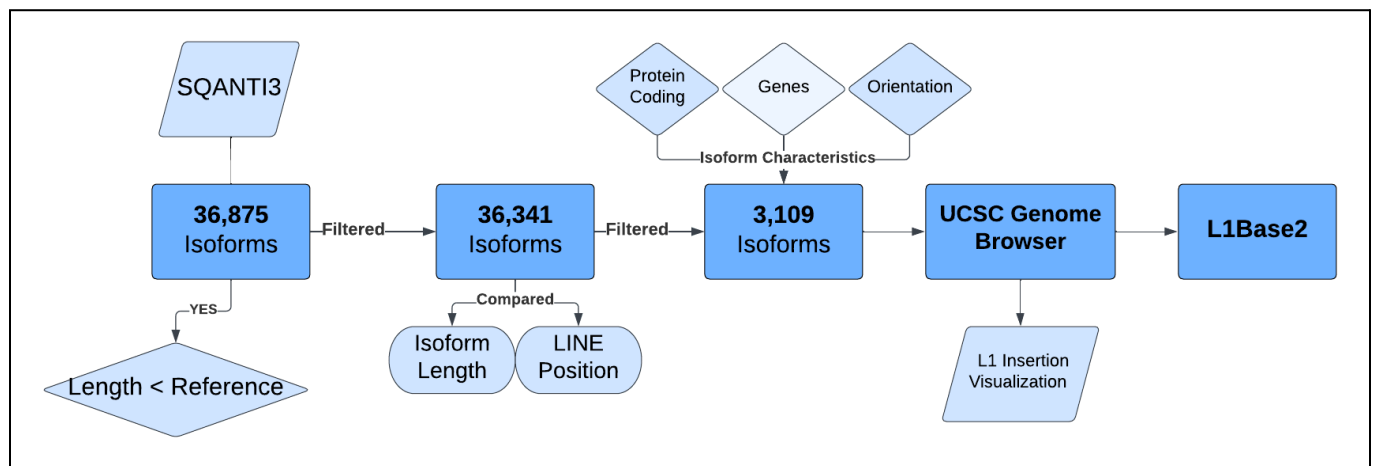 SQANTI3
Protein
Coding
Genes
Orientation
Isoform Characteristics
36,875
Isoforms
Filtered
36,341
Isoforms
Filtered
3,109
Isoforms
UCSC Genome
Browser
L1Base2
YES
Length < Reference
Compared
Isoform
Length
LINE
Position
L1 Insertion
Visualization